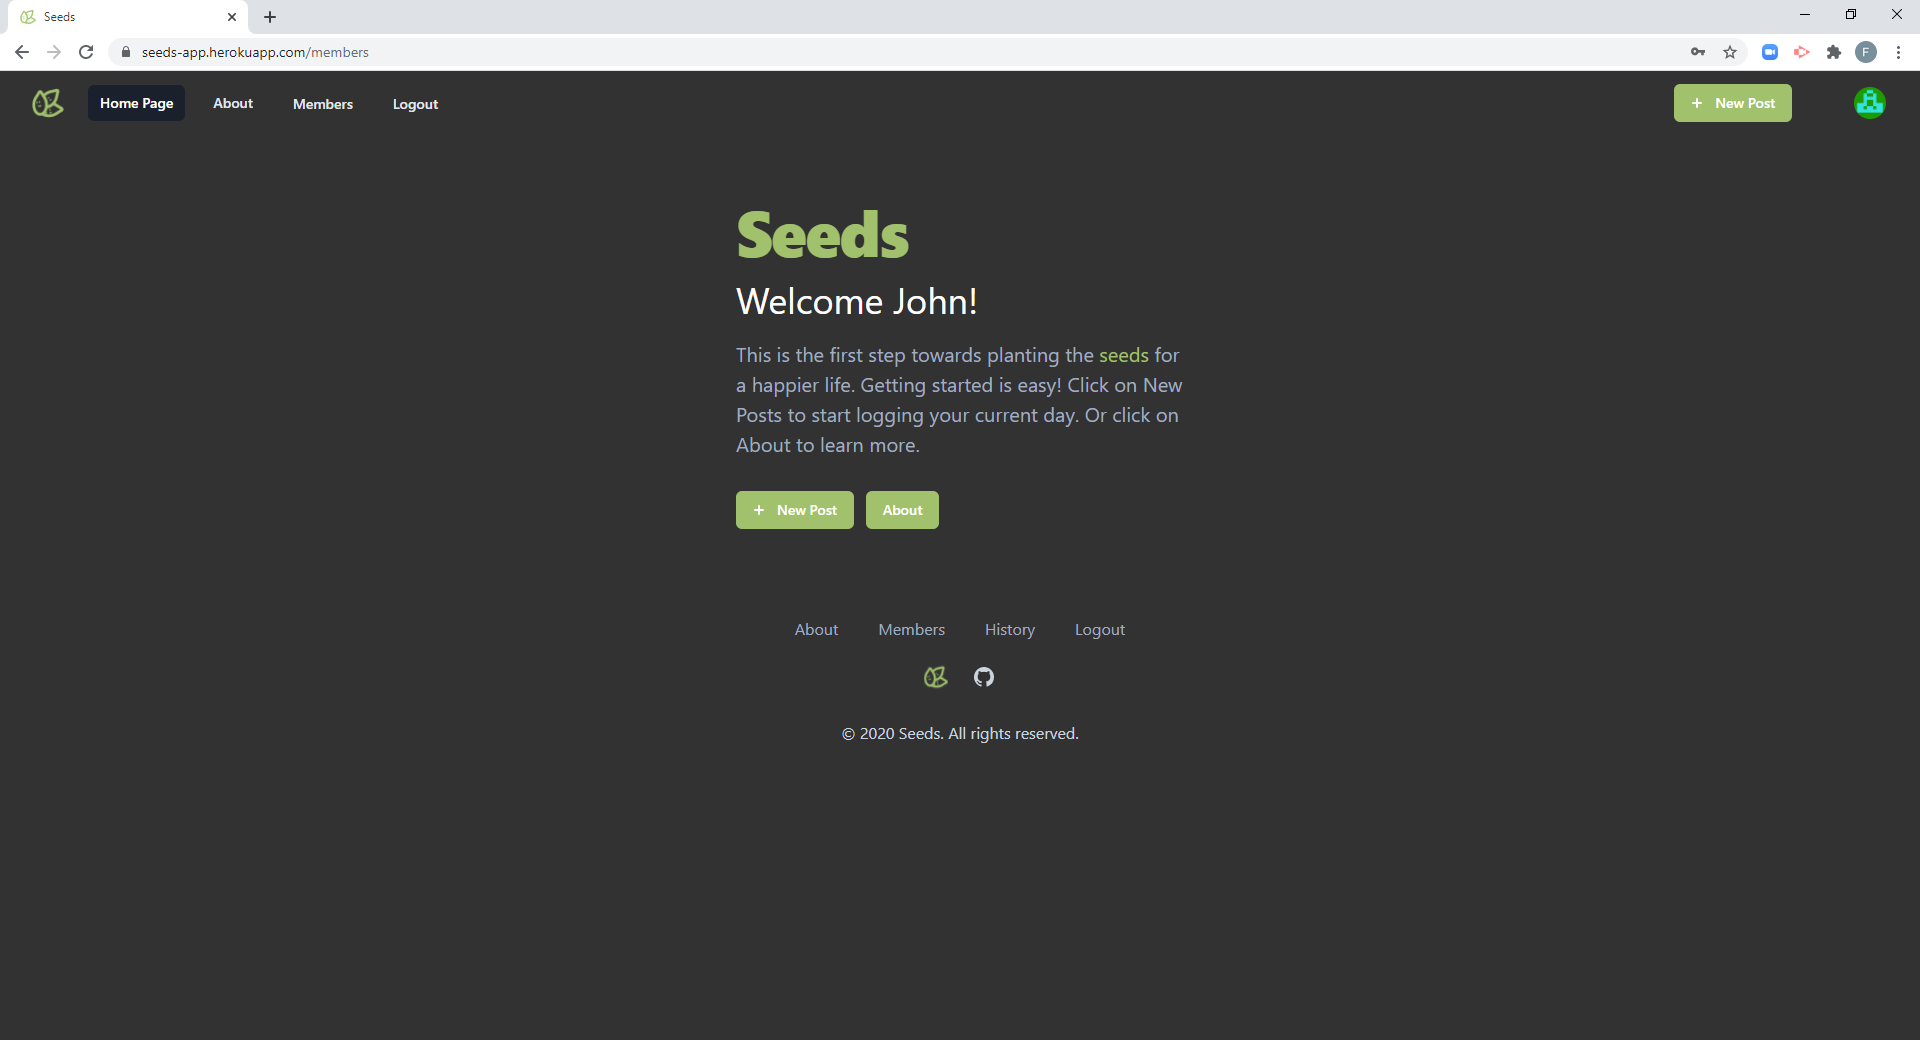 Seeds
seeds-app.herokuapp.com/members
F
Home Page About Members Logout + New Post
Seeds
Welcome John!
This is the first step towards planting the seeds for
a happier life. Getting started is easy! Click on New
Posts to start logging your current day. Or click on
About to learn more.
+ New Post About
About Members History Logout
© 2020 Seeds. All rights reserved.